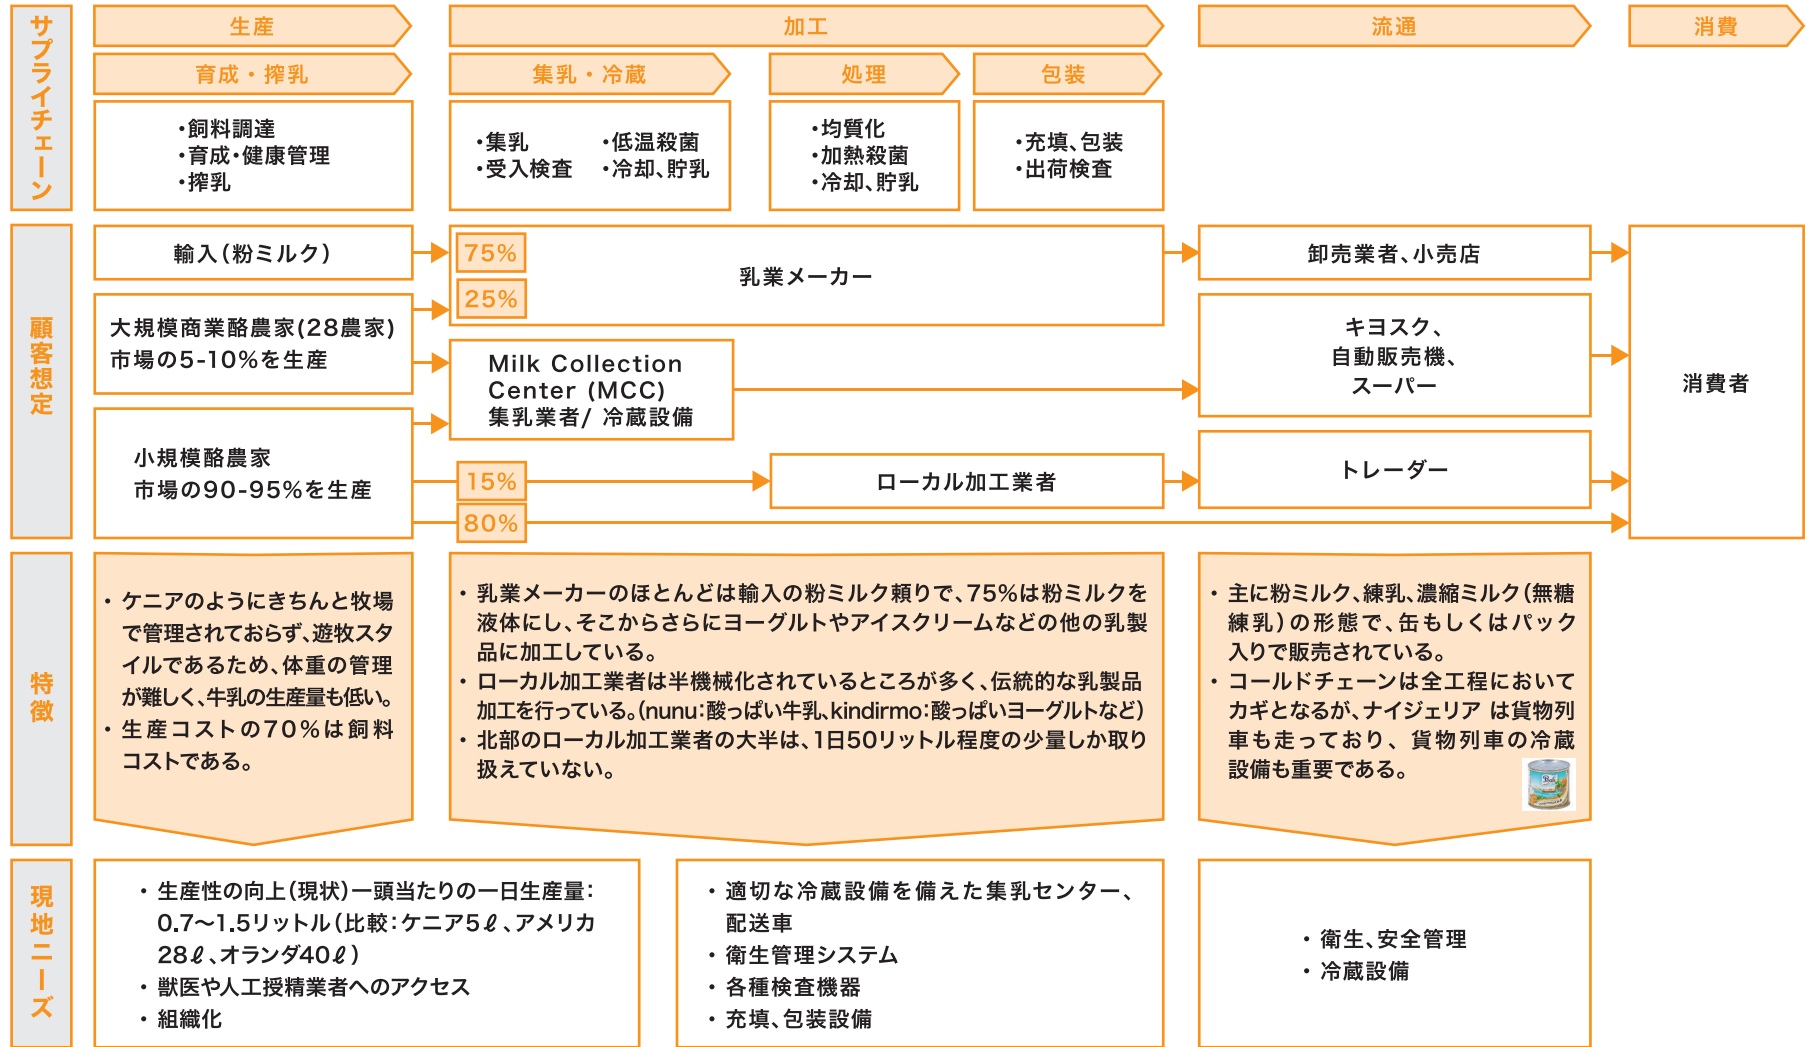 サプライチェーン
生産
加工
流通
消費
育成・搾乳
集乳・冷蔵
処理
包装
・飼料調達
・育成・健康管理
・搾乳
・集乳
・受入検査
・低温殺菌
・冷却、貯乳
・均質化
・加熱殺菌
・冷却、貯乳
・充填、包装
・出荷検査
顧客想定
輸入（粉ミルク）
75%
25%
乳業メーカー
卸売業者、小売店
大規模商業酪農家(28農家)
市場の5-10%を生産
Milk Collection
Center (MCC)
集乳業者/ 冷蔵設備
キヨスク、
自動販売機、
スーパー
消費者
小規模酪農家
市場の90-95%を生産
15%
80%
ローカル加工業者
トレーダー
特徴
・ケニアのようにきちんと牧場
で管理されておらず、遊牧スタ
イルであるため、体重の管理
が難しく、牛乳の生産量も低い。
・生産コストの70%は飼料
コストである。
・乳業メーカーのほとんどは輸入の粉ミルク頼りで、75%は粉ミルクを
液体にし、そこからさらにヨーグルトやアイスクリームなどの他の乳製
品に加工している。
・ローカル加工業者は半機械化されているところが多く、伝統的な乳製品
加工を行っている。(nunu：酸っぱい牛乳、kindirmo：酸っぱいヨーグルトなど)
・北部のローカル加工業者の大半は、1日50リットル程度の少量しか取り
扱えていない。
・主に粉ミルク、練乳、濃縮ミルク（無糖
練乳）の形態で、缶もしくはパック
入りで販売されている。
・コールドチェーンは全工程において
カギとなるが、ナイジェリア は貨物列
車も走っており、貨物列車の冷蔵
設備も重要である。
現地ニーズ
・生産性の向上（現状）一頭当たりの一日生産量：
0.7〜1.5リットル（比較：ケニア5ℓ、アメリカ
28ℓ、オランダ40ℓ）
・獣医や人工授精業者へのアクセス
・組織化
・適切な冷蔵設備を備えた集乳センター、
配送車
・衛生管理システム
・各種検査機器
・充填、包装設備
・衛生、安全管理
・冷蔵設備